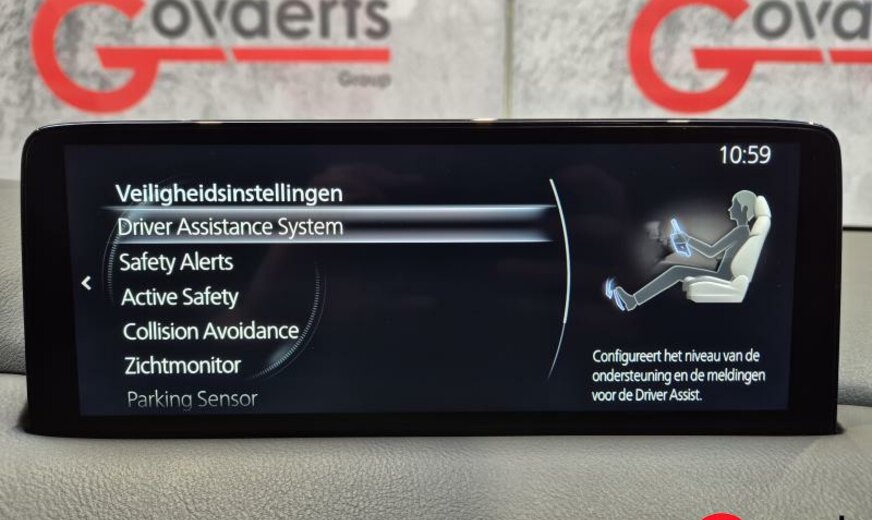 Govaerts
Group
Gova
10:59
Veiligheidsinstellingen
Driver Assistance System
Safety Alerts
Active Safety
Collision Avoidance
Zichtmonitor
Parking Sensor
Configureert het niveau van de
ondersteuning en de meldingen
voor de Driver Assist.